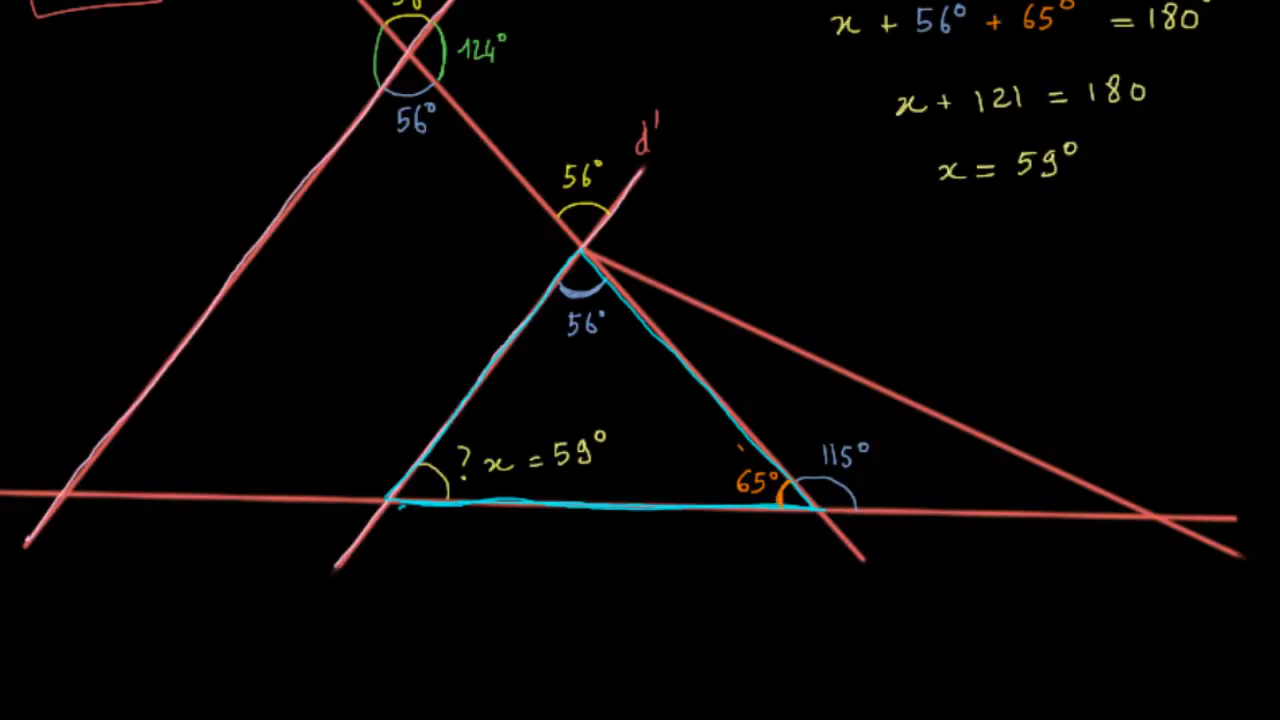 x + 56° + 65° = 180°
124°
56°
x + 121 = 180
d'
x = 59°
56°
56°
? x = 59°
115°
65°